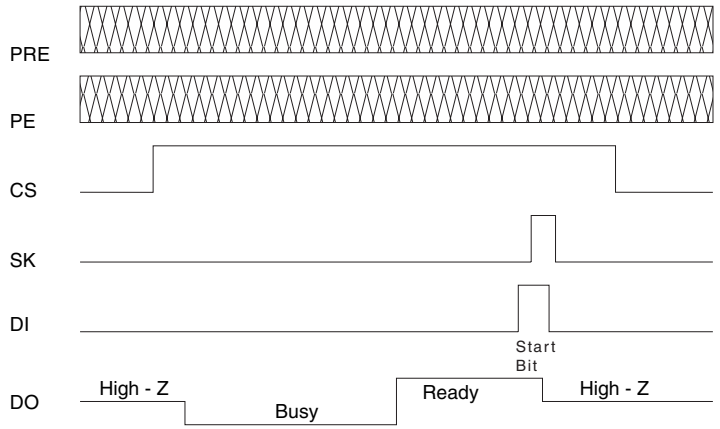 PRE
PE
CS
SK
DI
Start
Bit
DO
High - Z
Busy
Ready
High - Z